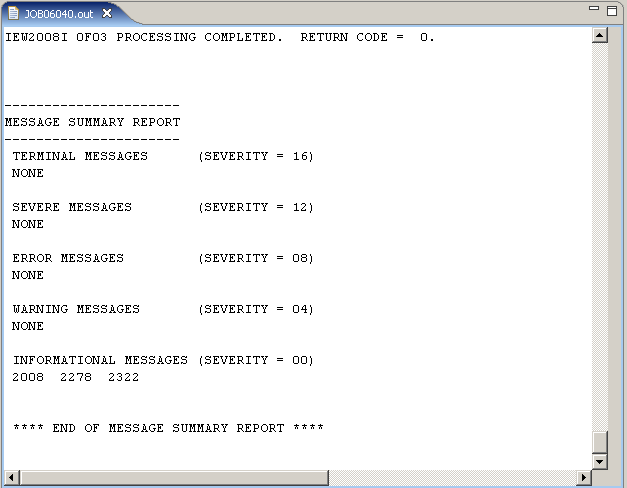 JOB06040.out
IEW2008I 0F03 PROCESSING COMPLETED.  RETURN CODE =  0.
----------------------
MESSAGE SUMMARY REPORT
----------------------
TERMINAL MESSAGES      (SEVERITY = 16)
NONE
SEVERE MESSAGES        (SEVERITY = 12)
NONE
ERROR MESSAGES         (SEVERITY = 08)
NONE
WARNING MESSAGES       (SEVERITY = 04)
NONE
INFORMATIONAL MESSAGES (SEVERITY = 00)
2008  2278  2322
**** END OF MESSAGE SUMMARY REPORT ****